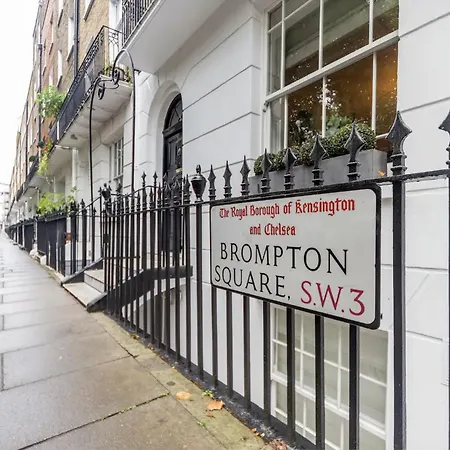 The Royal Borough of Kensington
and Chelsea
BROMPTON
SQUARE, S.W.3